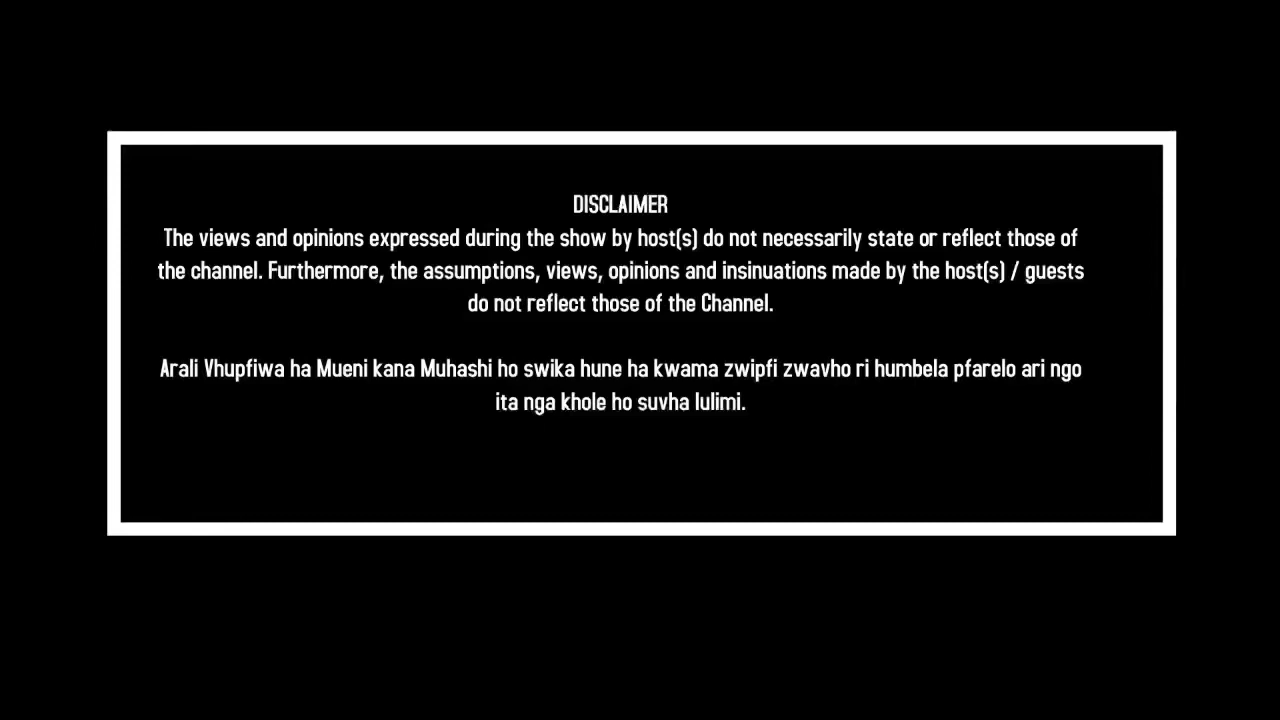 DISCLAIMER
The views and opinions expressed during the show by host(s) do not necessarily state or reflect those of
the channel. Furthermore, the assumptions, views, opinions and insinuations made by the host(s) / guests
do not reflect those of the Channel.
Arali Vhupfiwa ha Mueni kana Muhashi ho swika hune ha kwama zwipfi zwavho ri humbela pfarelo ari ngo
ita nga khole ho suvha lulimi.